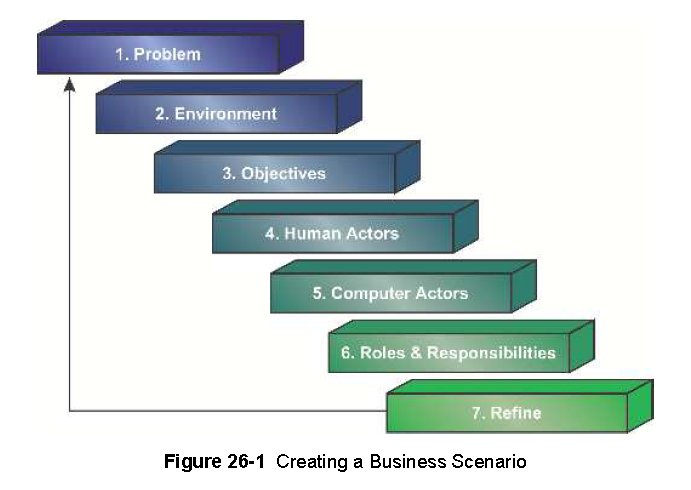 1. Problem
2. Environment
3. Objectives
4. Human Actors
5. Computer Actors
6. Roles & Responsibilities
7. Refine
Figure 26-1 Creating a Business Scenario